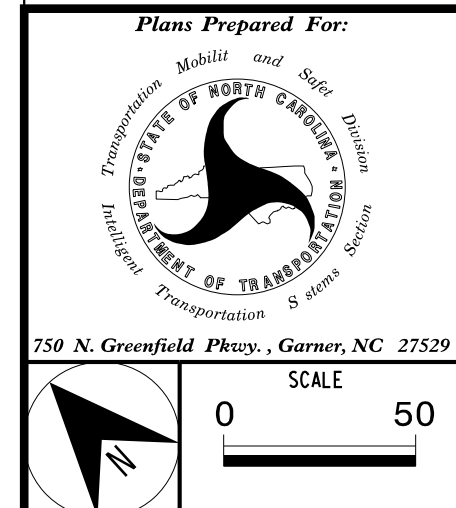 Plans Prepared For:
Transportation Mobilit and Safet Division
STATE OF NORTH CAROLINA
DEPARTMENT OF TRANSPORTATION
Intelligent Transportation S stems Section
750 N. Greenfield Pkwy. , Garner, NC 27529
SCALE
0 50
N